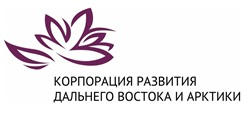 КОРПОРАЦИЯ РАЗВИТИЯ
ДАЛЬНЕГО ВОСТОКА И АРКТИКИ